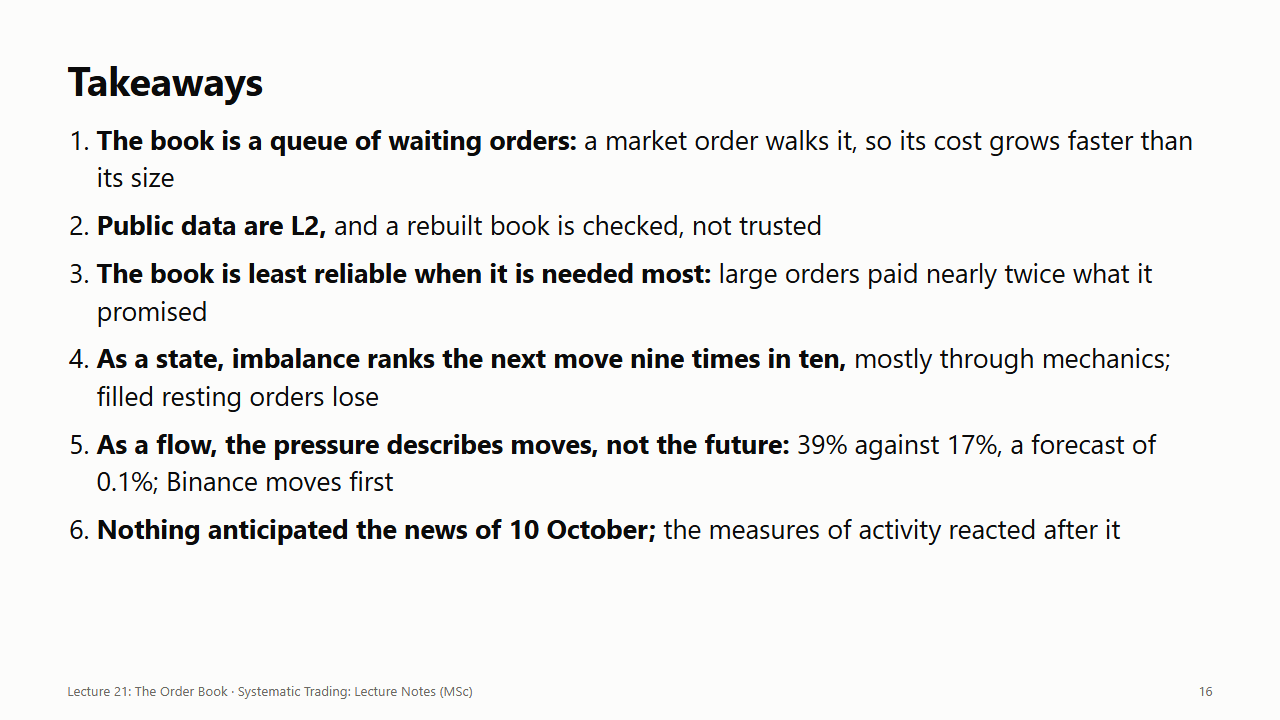 Takeaways
1. The book is a queue of waiting orders: a market order walks it, so its cost grows faster than
its size
2. Public data are L2, and a rebuilt book is checked, not trusted
3. The book is least reliable when it is needed most: large orders paid nearly twice what it
promised
4. As a state, imbalance ranks the next move nine times in ten, mostly through mechanics;
filled resting orders lose
5. As a flow, the pressure describes moves, not the future: 39% against 17%, a forecast of
0.1%; Binance moves first
6. Nothing anticipated the news of 10 October; the measures of activity reacted after it
Lecture 21: The Order Book · Systematic Trading: Lecture Notes (MSc)
16